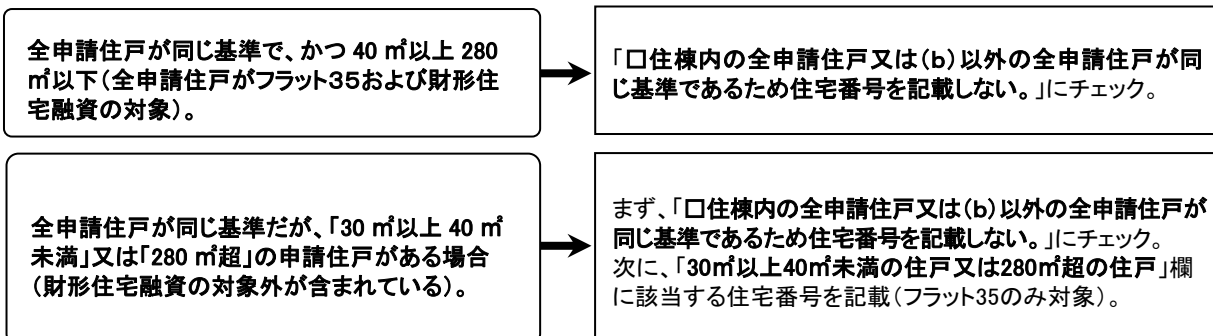 全申請住戸が同じ基準で、かつ 40 ㎡以上 280
㎡以下(全申請住戸がフラット35および財形住
宅融資の対象)。
「□住棟内の全申請住戸又は(b)以外の全申請住戸が同
じ基準であるため住宅番号を記載しない。」にチェック。
全申請住戸が同じ基準だが、「30 ㎡以上 40 ㎡
未満」又は「280 ㎡超」の申請住戸がある場合
(財形住宅融資の対象外が含まれている)。
まず、「□住棟内の全申請住戸又は(b)以外の全申請住戸が
同じ基準であるため住宅番号を記載しない。」にチェック。
次に、「30㎡以上40㎡未満の住戸又は280㎡超の住戸」欄
に該当する住宅番号を記載(フラット35のみ対象)。